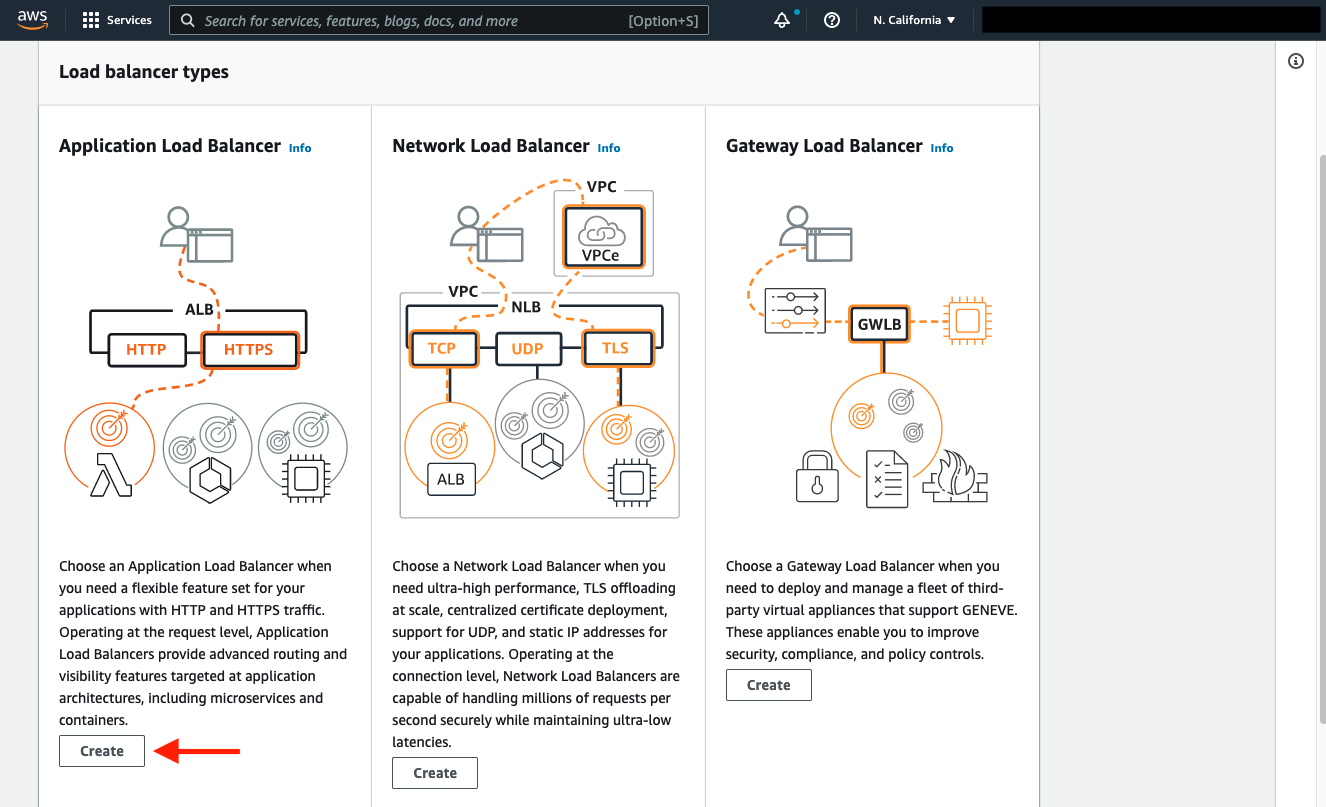 aws
Services
Search for services, features, blogs, docs, and more
[Option+S]
N. California ▼
Load balancer types
Application Load Balancer Info
ALB
HTTP
HTTPS
Choose an Application Load Balancer when
you need a flexible feature set for your
applications with HTTP and HTTPS traffic.
Operating at the request level, Application
Load Balancers provide advanced routing and
visibility features targeted at application
architectures, including microservices and
containers.
Create
Network Load Balancer Info
VPC
VPCe
VPC
NLB
TCP
UDP
TLS
ALB
Choose a Network Load Balancer when you
need ultra-high performance, TLS offloading
at scale, centralized certificate deployment,
support for UDP, and static IP addresses for
your applications. Operating at the
connection level, Network Load Balancers are
capable of handling millions of requests per
second securely while maintaining ultra-low
latencies.
Create
Gateway Load Balancer Info
GWLB
Choose a Gateway Load Balancer when you
need to deploy and manage a fleet of third-
party virtual appliances that support GENEVE.
These appliances enable you to improve
security, compliance, and policy controls.
Create